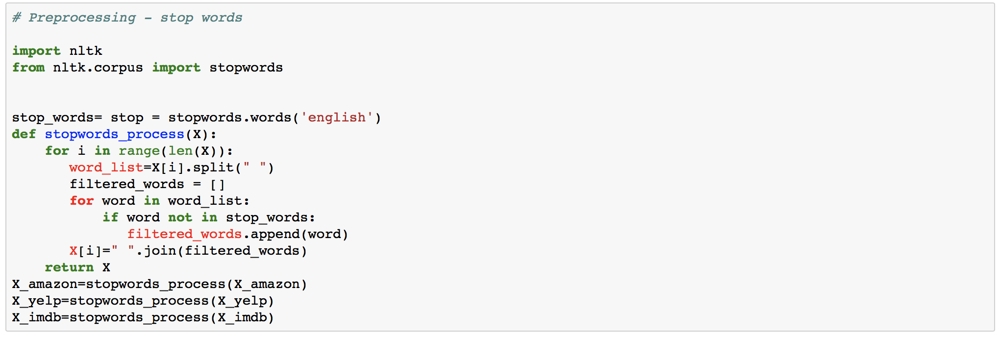 # Preprocessing – stop words
import nltk
from nltk.corpus import stopwords
stop_words= stop = stopwords.words('english')
def stopwords_process(X):
    for i in range(len(X)):
       word_list=X[i].split(" ")
       filtered_words = []
       for word in word_list:
           if word not in stop_words:
              filtered_words.append(word)
       X[i]=" ".join(filtered_words)
    return X
X_amazon=stopwords_process(X_amazon)
X_yelp=stopwords_process(X_yelp)
X_imdb=stopwords_process(X_imdb)